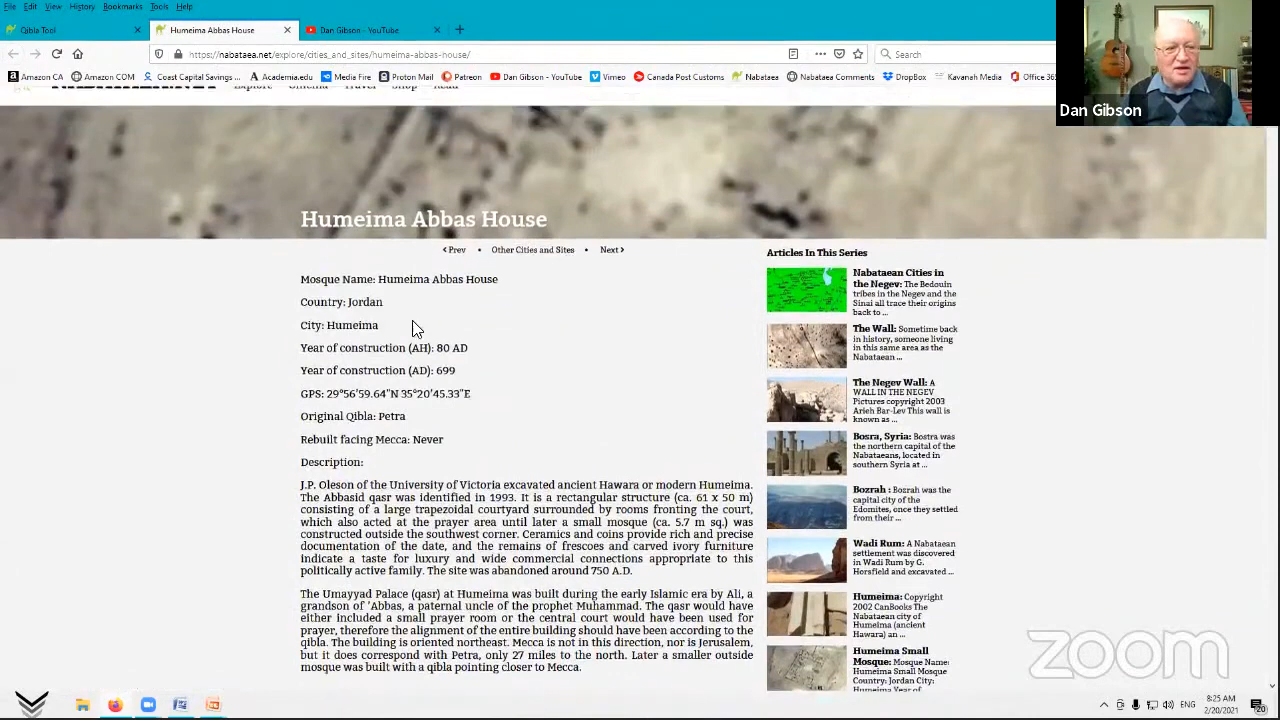 File Edit View History Bookmarks Tools Help
Qibla Tool
Humeima Abbas House
Dan Gibson - YouTube
https://nabataea.net/explore/cities_and_sites/humeima-abbas-house/
Search
Amazon CA
Amazon COM
Coast Capital Savings ...
Academia.edu
Media Fire
Proton Mail
Patreon
Dan Gibson - YouTube
Vimeo
Canada Post Customs
Nabataea
Nabataea Comments
DropBox
Kavanah Media
Office 365
Dan Gibson
Explore Cinema Travel Shop Read
Humeima Abbas House
Prev • Other Cities and Sites • Next
Mosque Name: Humeima Abbas House
Country: Jordan
City: Humeima
Year of construction (AH): 80 AD
Year of construction (AD): 699
GPS: 29°56'59.64"N 35°20'45.33"E
Original Qibla: Petra
Rebuilt facing Mecca: Never
Description:
J.P. Oleson of the University of Victoria excavated ancient Hawara or modern Humeima.
The Abbasid qasr was identified in 1993. It is a rectangular structure (ca. 61 x 50 m)
consisting of a large trapezoidal courtyard surrounded by rooms fronting the court,
which also acted at the prayer area until later a small mosque (ca. 5.7 m sq.) was
constructed outside the southwest corner. Ceramics and coins provide rich and precise
documentation of the date, and the remains of frescoes and carved ivory furniture
indicate a taste for luxury and wide commercial connections appropriate to this
politically active family. The site was abandoned around 750 A.D.
The Umayyad Palace (qasr) at Humeima was built during the early Islamic era by Ali, a
grandson of 'Abbas, a paternal uncle of the prophet Muhammad. The qasr would have
either included a small prayer room or the central court would have been used for
prayer, therefore the alignment of the entire building should have been according to the
qibla. The building is oriented northeast. Mecca is not in this direction, nor is Jerusalem,
but it does correspond with Petra, only 27 miles to the north. Later a smaller outside
mosque was built with a qibla pointing closer to Mecca.
Articles In This Series
Nabataean Cities in
the Negev: The Bedouin
tribes in the Negev and the
Sinai all trace their origins
back to ...
The Wall: Sometime back
in history, someone living
in this same area as the
Nabataean ...
The Negev Wall: A
WALL IN THE NEGEV
Pictures copyright 2003
Arieh Bar-Lev This wall is
known as ...
Bosra, Syria: Bostra was
the northern capital of the
Nabataeans, located in
southern Syria at ...
Bozrah : Bozrah was the
capital city of the
Edomites, once they settled
from their ...
Wadi Rum: A Nabataean
settlement was discovered
in Wadi Rum by G.
Horsfield and excavated ...
Humeima: Copyright
2002 CanBooks The
Nabataean city of
Humeima (ancient
Hawara) an ...
Humeima Small
Mosque: Mosque Name:
Humeima Small Mosque
Country: Jordan City:
Humeima Year of
zoom
ENG
8:25 AM
2/20/2021
20